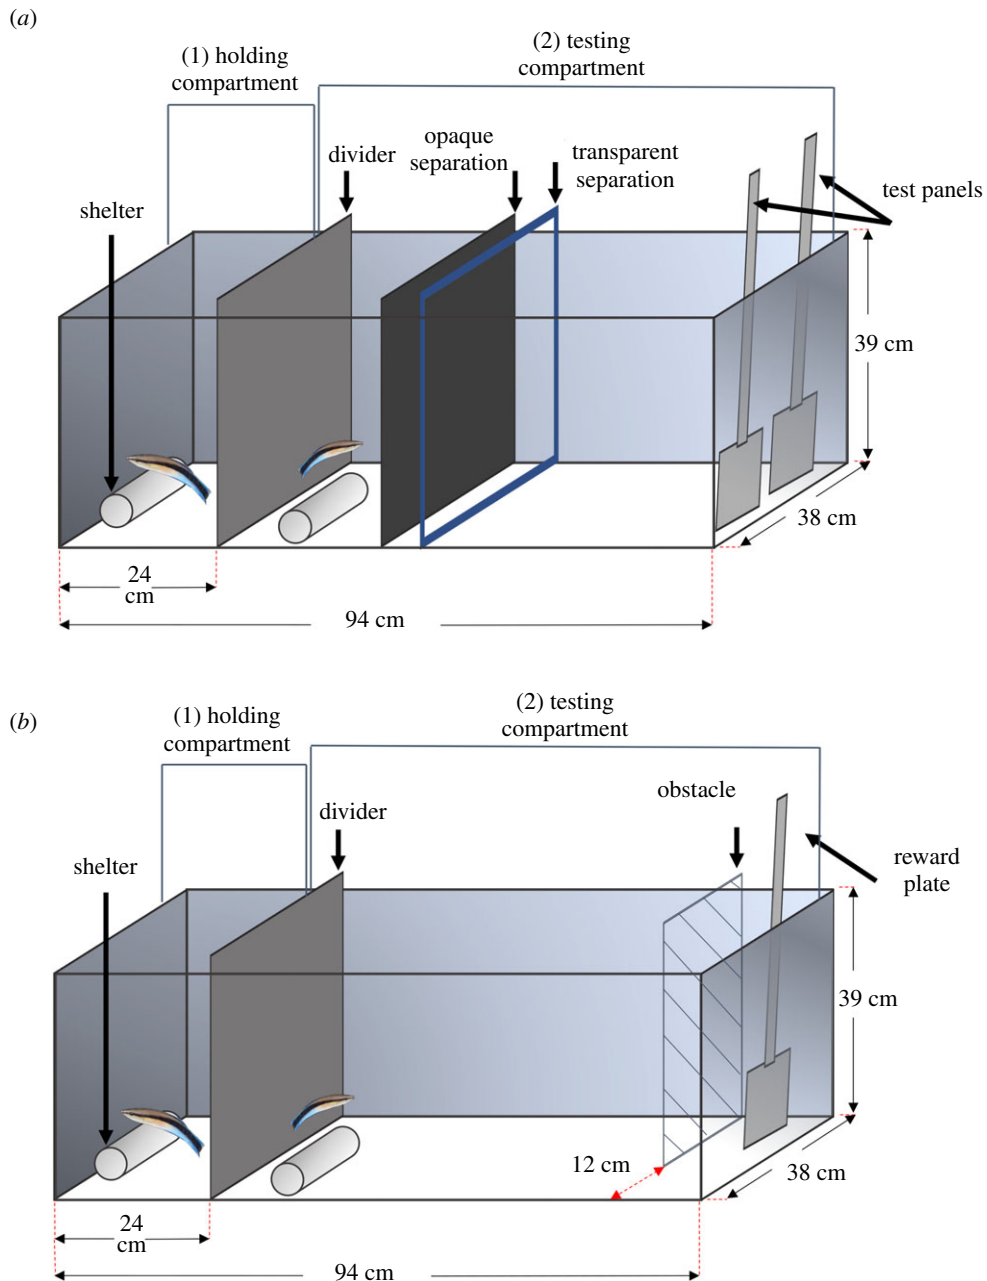 (a)
(1) holding
compartment
(2) testing
compartment
divider
opaque
separation
transparent
separation
shelter
test panels
39 cm
38 cm
24
cm
94 cm
(b)
(1) holding
compartment
(2) testing
compartment
divider
obstacle
shelter
reward
plate
39 cm
12 cm
38 cm
24
cm
94 cm